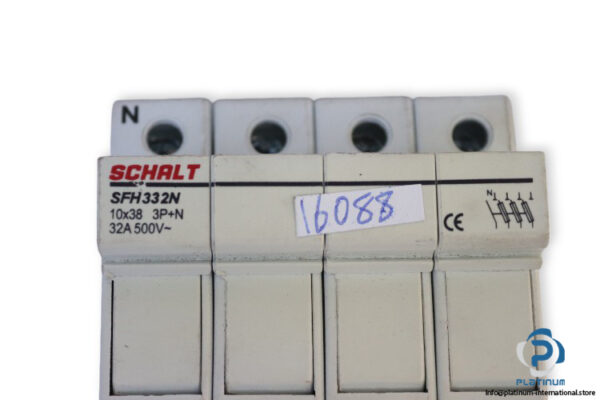 N
SCHALT
SFH332N
10x38 3P+N
32A 500V~
16088
CE
N
PLATINUM
info@platinum-international.store